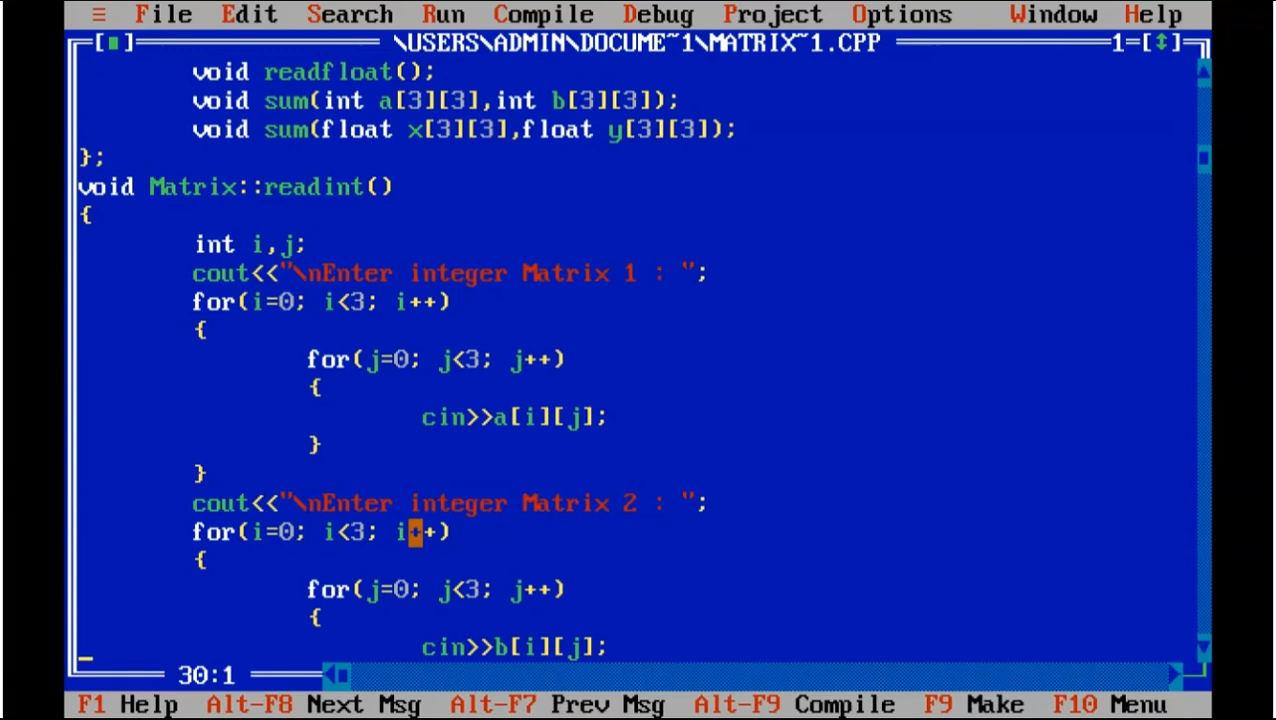 ≡ File Edit Search Run Compile Debug Project Options Window Help
[■] \USERS\ADMIN\DOCUME~1\MATRIX~1.CPP 1=[↕]
void readfloat();
void sum(int a[3][3],int b[3][3]);
void sum(float x[3][3],float y[3][3]);
};
void Matrix::readint()
{
int i,j;
cout<<"\nEnter integer Matrix 1 : ";
for(i=0; i<3; i++)
{
for(j=0; j<3; j++)
{
cin>>a[i][j];
}
}
cout<<"\nEnter integer Matrix 2 : ";
for(i=0; i<3; i++)
{
for(j=0; j<3; j++)
{
cin>>b[i][j];
30:1
F1 Help Alt-F8 Next Msg Alt-F7 Prev Msg Alt-F9 Compile F9 Make F10 Menu